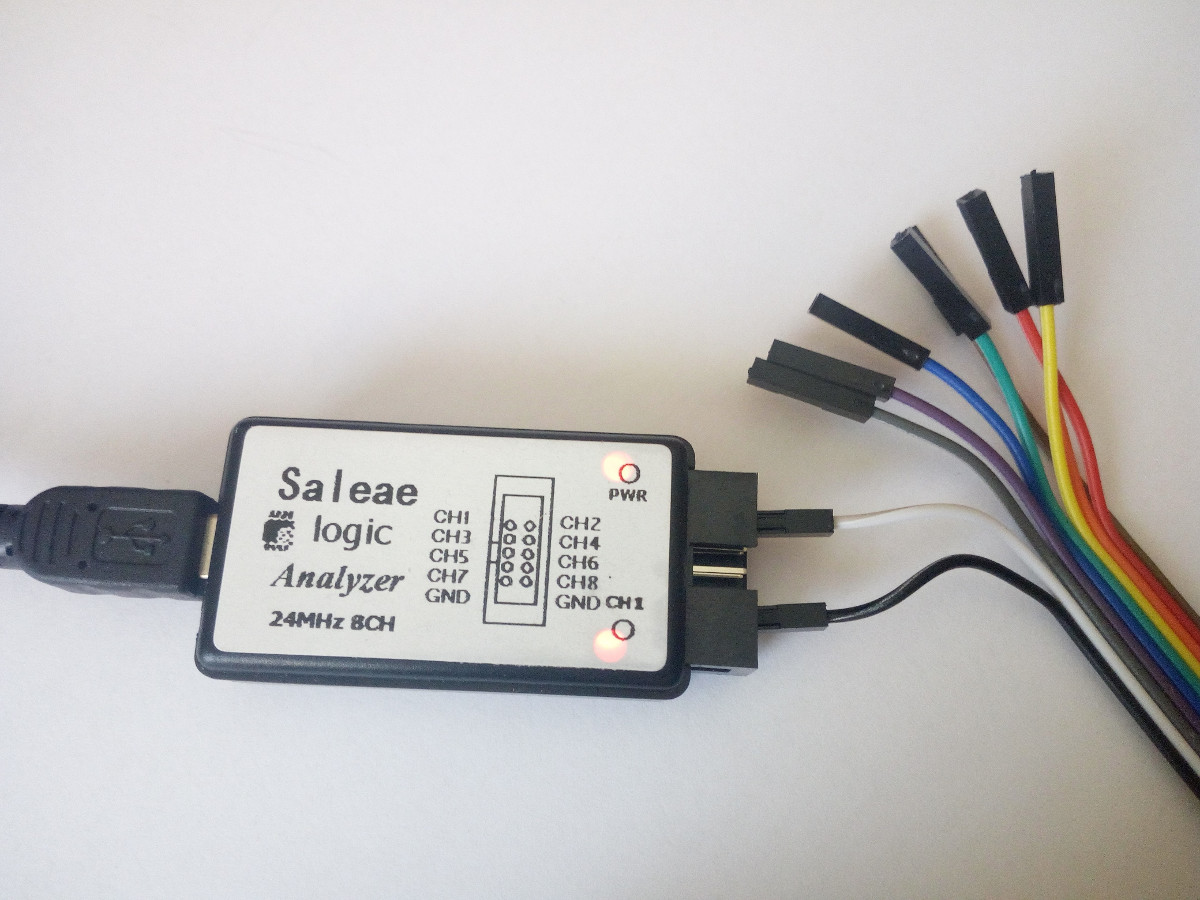 Saleae
logic
Analyzer
24MHz 8CH
CH1
CH3
CH5
CH7
GND
CH2
CH4
CH6
CH8
GND
PWR
CH1